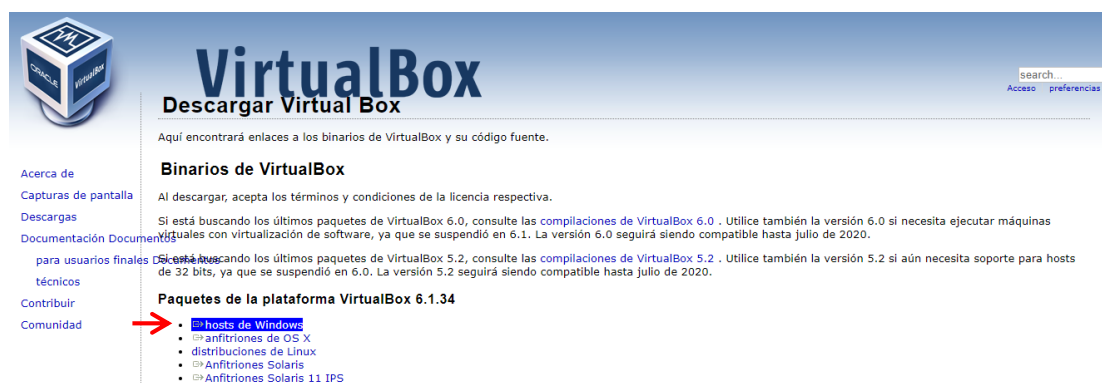 ORACLE
VirtualBox
VirtualBox
search...
Acceso preferencias
Descargar Virtual Box
Aquí encontrará enlaces a los binarios de VirtualBox y su código fuente.
Acerca de
Capturas de pantalla
Descargas
Documentación Documentos
para usuarios finales Documentos
técnicos
Contribuir
Comunidad
Binarios de VirtualBox
Al descargar, acepta los términos y condiciones de la licencia respectiva.
Si está buscando los últimos paquetes de VirtualBox 6.0, consulte las compilaciones de VirtualBox 6.0 . Utilice también la versión 6.0 si necesita ejecutar máquinas
virtuales con virtualización de software, ya que se suspendió en 6.1. La versión 6.0 seguirá siendo compatible hasta julio de 2020.
Si está buscando los últimos paquetes de VirtualBox 5.2, consulte las compilaciones de VirtualBox 5.2 . Utilice también la versión 5.2 si aún necesita soporte para hosts
de 32 bits, ya que se suspendió en 6.0. La versión 5.2 seguirá siendo compatible hasta julio de 2020.
Paquetes de la plataforma VirtualBox 6.1.34
hosts de Windows
anfitriones de OS X
distribuciones de Linux
Anfitriones Solaris
Anfitriones Solaris 11 IPS